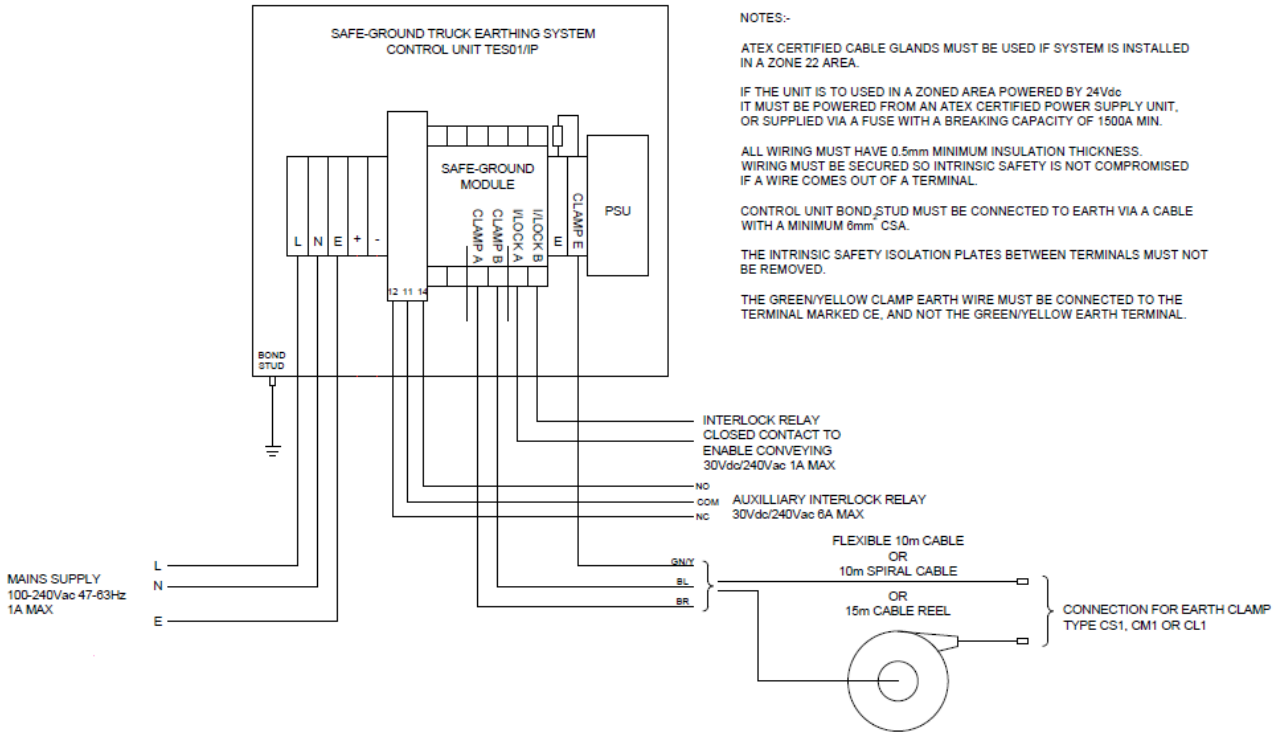 SAFE-GROUND TRUCK EARTHING SYSTEM
CONTROL UNIT TES01/IP
SAFE-GROUND
MODULE
L N E + -
CLAMP A
CLAMP B
I/LOCK A
I/LOCK B
E
CLAMP E
PSU
12 11 14
BOND
STUD
NOTES:-
ATEX CERTIFIED CABLE GLANDS MUST BE USED IF SYSTEM IS INSTALLED
IN A ZONE 22 AREA.
IF THE UNIT IS TO USED IN A ZONED AREA POWERED BY 24Vdc
IT MUST BE POWERED FROM AN ATEX CERTIFIED POWER SUPPLY UNIT,
OR SUPPLIED VIA A FUSE WITH A BREAKING CAPACITY OF 1500A MIN.
ALL WIRING MUST HAVE 0.5mm MINIMUM INSULATION THICKNESS.
WIRING MUST BE SECURED SO INTRINSIC SAFETY IS NOT COMPROMISED
IF A WIRE COMES OUT OF A TERMINAL.
CONTROL UNIT BOND STUD MUST BE CONNECTED TO EARTH VIA A CABLE
WITH A MINIMUM 6mm² CSA.
THE INTRINSIC SAFETY ISOLATION PLATES BETWEEN TERMINALS MUST NOT
BE REMOVED.
THE GREEN/YELLOW CLAMP EARTH WIRE MUST BE CONNECTED TO THE
TERMINAL MARKED CE, AND NOT THE GREEN/YELLOW EARTH TERMINAL.
INTERLOCK RELAY
CLOSED CONTACT TO
ENABLE CONVEYING
30Vdc/240Vac 1A MAX
NO
COM
NC
AUXILLIARY INTERLOCK RELAY
30Vdc/240Vac 6A MAX
MAINS SUPPLY
100-240Vac 47-63Hz
1A MAX
L
N
E
GN/Y
BL
BR
FLEXIBLE 10m CABLE
OR
10m SPIRAL CABLE
OR
15m CABLE REEL
CONNECTION FOR EARTH CLAMP
TYPE CS1, CM1 OR CL1